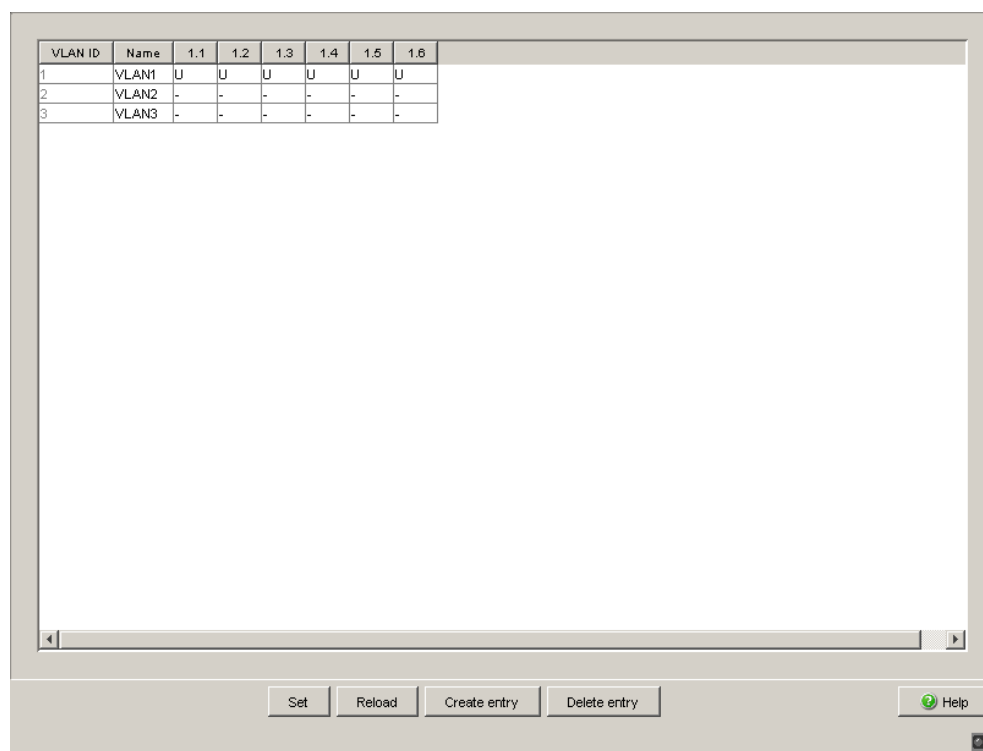 VLAN ID Name 1.1 1.2 1.3 1.4 1.5 1.6
1 VLAN1 U U U U U U
2 VLAN2 - - - - - -
3 VLAN3 - - - - - -
Set Reload Create entry Delete entry Help